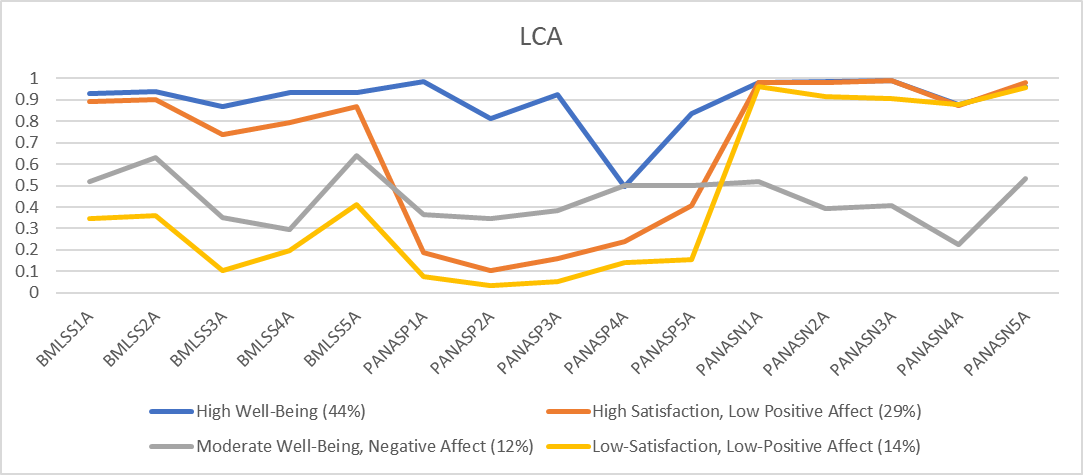 LCA
1
0.9
0.8
0.7
0.6
0.5
0.4
0.3
0.2
0.1
0
BMLSS1A
BMLSS2A
BMLSS3A
BMLSS4A
BMLSS5A
PANASP1A
PANASP2A
PANASP3A
PANASP4A
PANASP5A
PANASN1A
PANASN2A
PANASN3A
PANASN4A
PANASN5A
High Well-Being (44%)
High Satisfaction, Low Positive Affect (29%)
Moderate Well-Being, Negative Affect (12%)
Low-Satisfaction, Low-Positive Affect (14%)